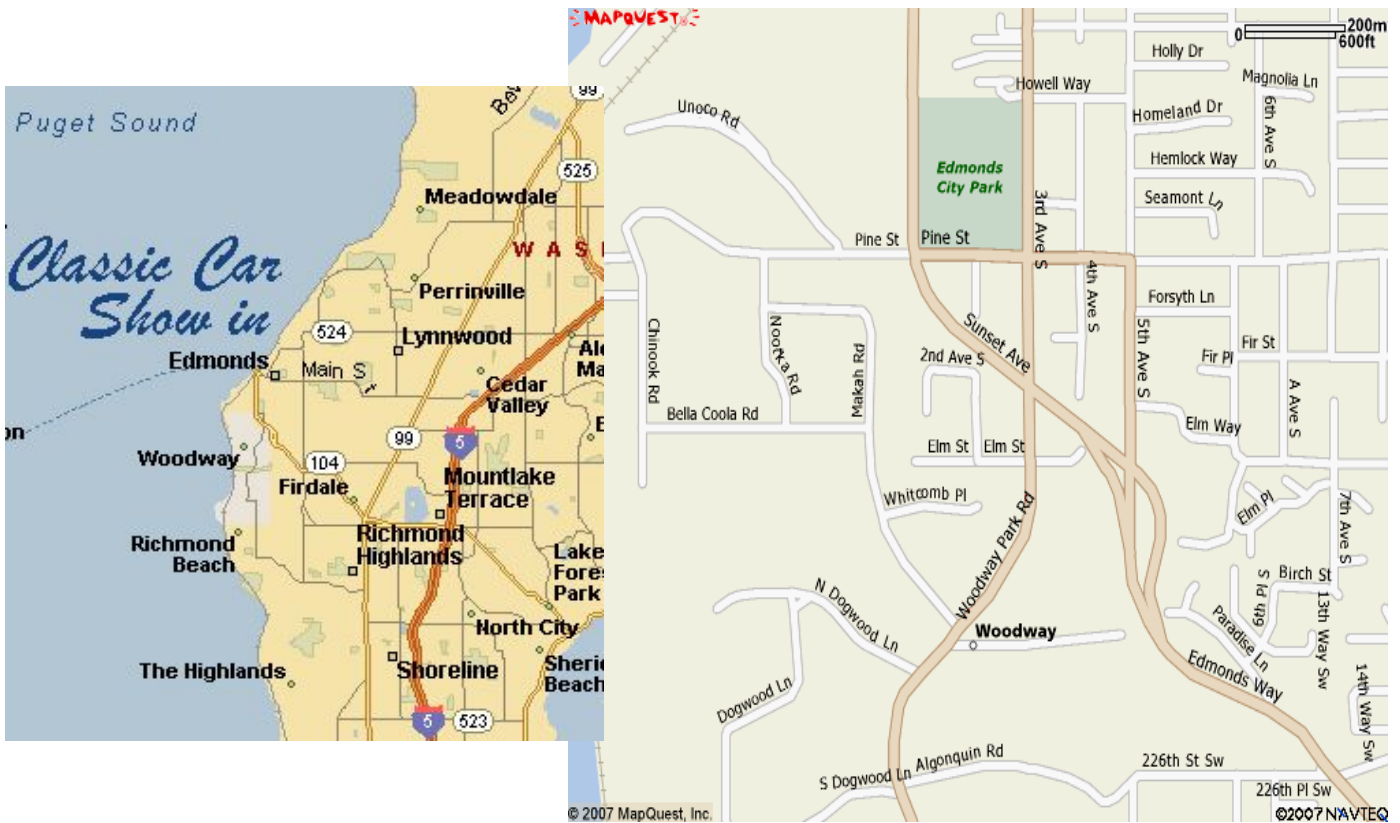 Puget Sound
99
525
Meadowdale
W A S
Classic Car
Show in
Perrinville
524
Lynnwood
Edmonds
Main S
Cedar
Valley
99
5
Woodway
104
Firdale
Mountlake
Terrace
Richmond
Beach
Richmond
Highlands
Lake
Park
North City
The Highlands
Shoreline
Beach
5
523
MAPQUEST
0
200m
600ft
Holly Dr
Howell Way
Magnolia Ln
Unoco Rd
Homeland Dr
6th Ave S
Edmonds
City Park
Hemlock Way
3rd Ave S
Seamont Ln
Pine St
Pine St
4th Ave S
Forsyth Ln
Chinook Rd
Nootka Rd
Makah Rd
Sunset Ave
2nd Ave S
5th Ave S
Fir St
Fir Pl
A Ave S
Bella Coola Rd
Elm Way
Elm St
Elm St
Whitcomb Pl
Elm Pl
7th Ave S
Woodway Park Rd
N Dogwood Ln
6th Pl S
Birch St
13th Way Sw
Woodway
Paradise Ln
Edmonds Way
14th Way Sw
Dogwood Ln
S Dogwood Ln
Algonquin Rd
226th St Sw
226th Pl Sw
© 2007 MapQuest, Inc.
©2007 NAVTEQ